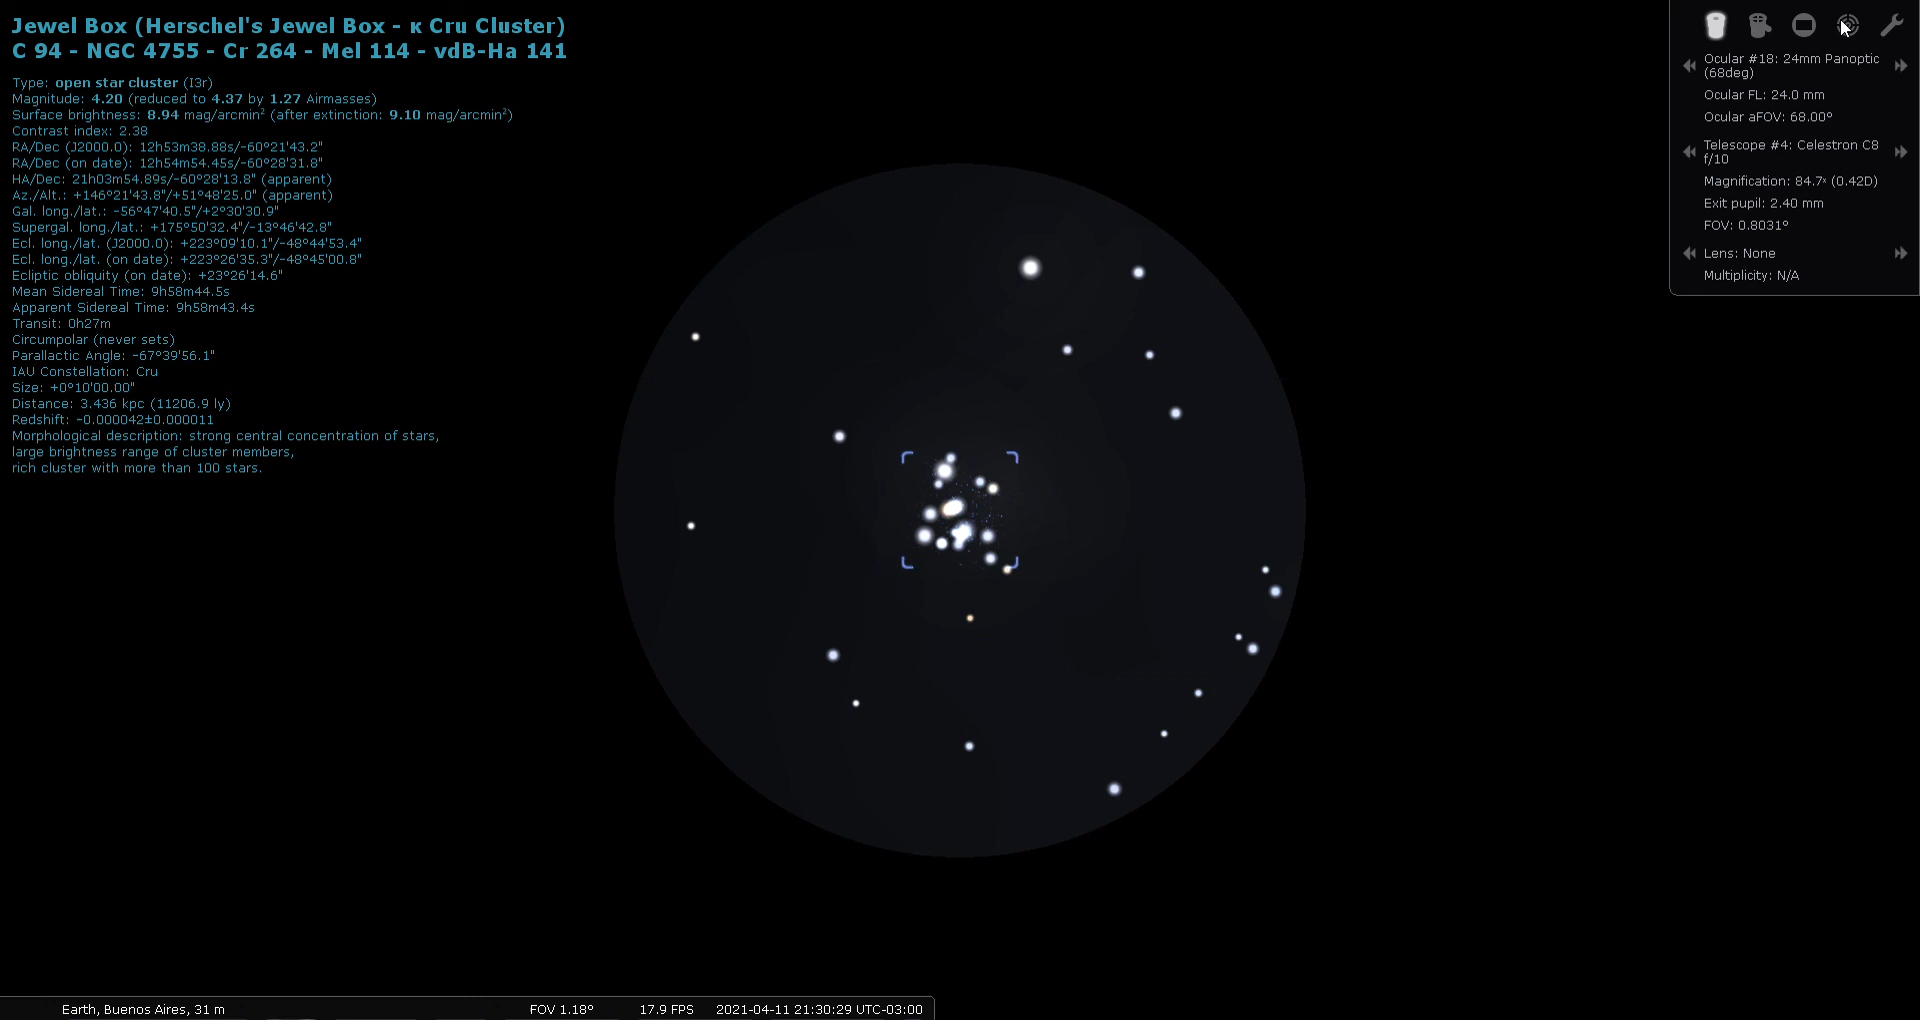 Jewel Box (Herschel's Jewel Box - κ Cru Cluster)
C 94 - NGC 4755 - Cr 264 - Mel 114 - vdB-Ha 141
Type: open star cluster (I3r)
Magnitude: 4.20 (reduced to 4.37 by 1.27 Airmasses)
Surface brightness: 8.94 mag/arcmin² (after extinction: 9.10 mag/arcmin²)
Contrast index: 2.38
RA/Dec (J2000.0): 12h53m38.88s/-60°21'43.2"
RA/Dec (on date): 12h54m54.45s/-60°28'31.8"
HA/Dec: 21h03m54.89s/-60°28'13.8" (apparent)
Az./Alt.: +146°21'43.8"/+51°48'25.0" (apparent)
Gal. long./lat.: -56°47'40.5"/+2°30'30.9"
Supergal. long./lat.: +175°50'32.4"/-13°46'42.8"
Ecl. long./lat. (J2000.0): +223°09'10.1"/-48°44'53.4"
Ecl. long./lat. (on date): +223°26'35.3"/-48°45'00.8"
Ecliptic obliquity (on date): +23°26'14.6"
Mean Sidereal Time: 9h58m44.5s
Apparent Sidereal Time: 9h58m43.4s
Transit: 0h27m
Circumpolar (never sets)
Parallactic Angle: -67°39'56.1"
IAU Constellation: Cru
Size: +0°10'00.00"
Distance: 3.436 kpc (11206.9 ly)
Redshift: -0.000042±0.000011
Morphological description: strong central concentration of stars,
large brightness range of cluster members,
rich cluster with more than 100 stars.
Ocular #18: 24mm Panoptic
(68deg)
Ocular FL: 24.0 mm
Ocular aFOV: 68.00°
Telescope #4: Celestron C8
f/10
Magnification: 84.7ˣ (0.42D)
Exit pupil: 2.40 mm
FOV: 0.8031°
Lens: None
Multiplicity: N/A
Earth, Buenos Aires, 31 m FOV 1.18° 17.9 FPS 2021-04-11 21:30:29 UTC-03:00